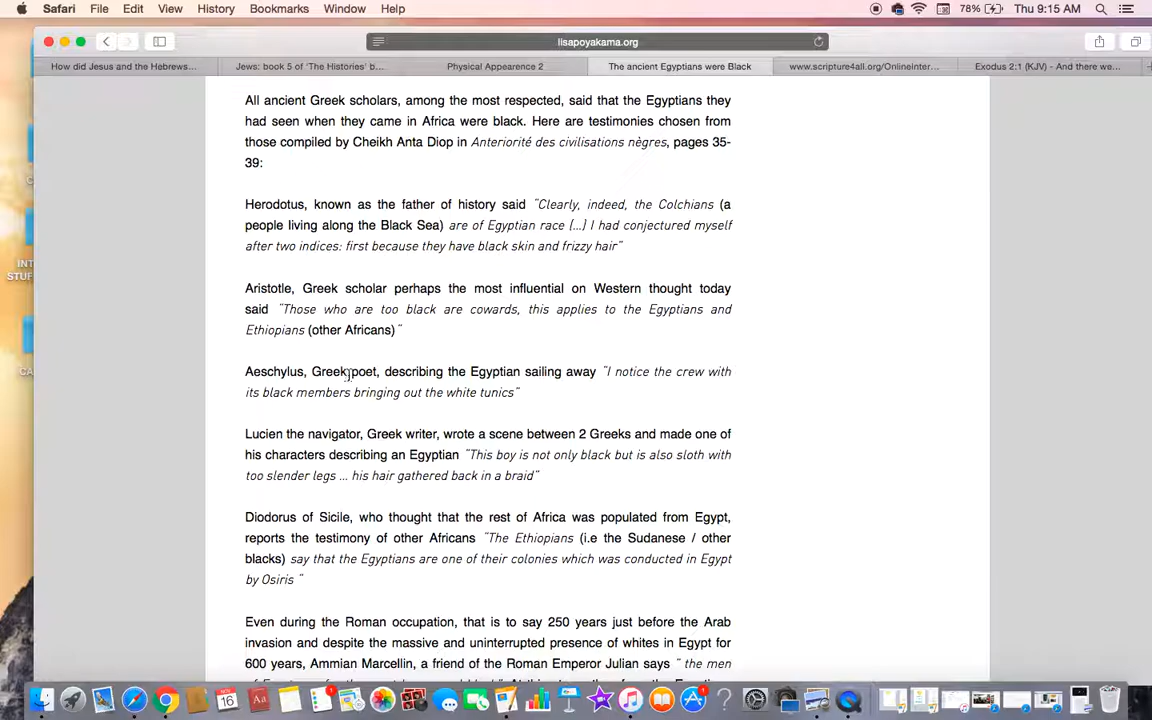 Safari File Edit View History Bookmarks Window Help 78% Thu 9:15 AM
lisapoyakama.org
How did Jesus and the Hebrews... Jews: book 5 of 'The Histories' b... Physical Appearence 2 The ancient Egyptians were Black www.scripture4all.org/OnlineInter... Exodus 2:1 (KJV) - And there we...
All ancient Greek scholars, among the most respected, said that the Egyptians they
had seen when they came in Africa were black. Here are testimonies chosen from
those compiled by Cheikh Anta Diop in Anteriorité des civilisations nègres, pages 35-
39:
Herodotus, known as the father of history said "Clearly, indeed, the Colchians (a
people living along the Black Sea) are of Egyptian race [...] I had conjectured myself
after two indices: first because they have black skin and frizzy hair"
Aristotle, Greek scholar perhaps the most influential on Western thought today
said "Those who are too black are cowards, this applies to the Egyptians and
Ethiopians (other Africans)"
Aeschylus, Greek poet, describing the Egyptian sailing away "I notice the crew with
its black members bringing out the white tunics"
Lucien the navigator, Greek writer, wrote a scene between 2 Greeks and made one of
his characters describing an Egyptian "This boy is not only black but is also sloth with
too slender legs ... his hair gathered back in a braid"
Diodorus of Sicile, who thought that the rest of Africa was populated from Egypt,
reports the testimony of other Africans "The Ethiopians (i.e the Sudanese / other
blacks) say that the Egyptians are one of their colonies which was conducted in Egypt
by Osiris "
Even during the Roman occupation, that is to say 250 years just before the Arab
invasion and despite the massive and uninterrupted presence of whites in Egypt for
600 years, Ammian Marcellin, a friend of the Roman Emperor Julian says " the men